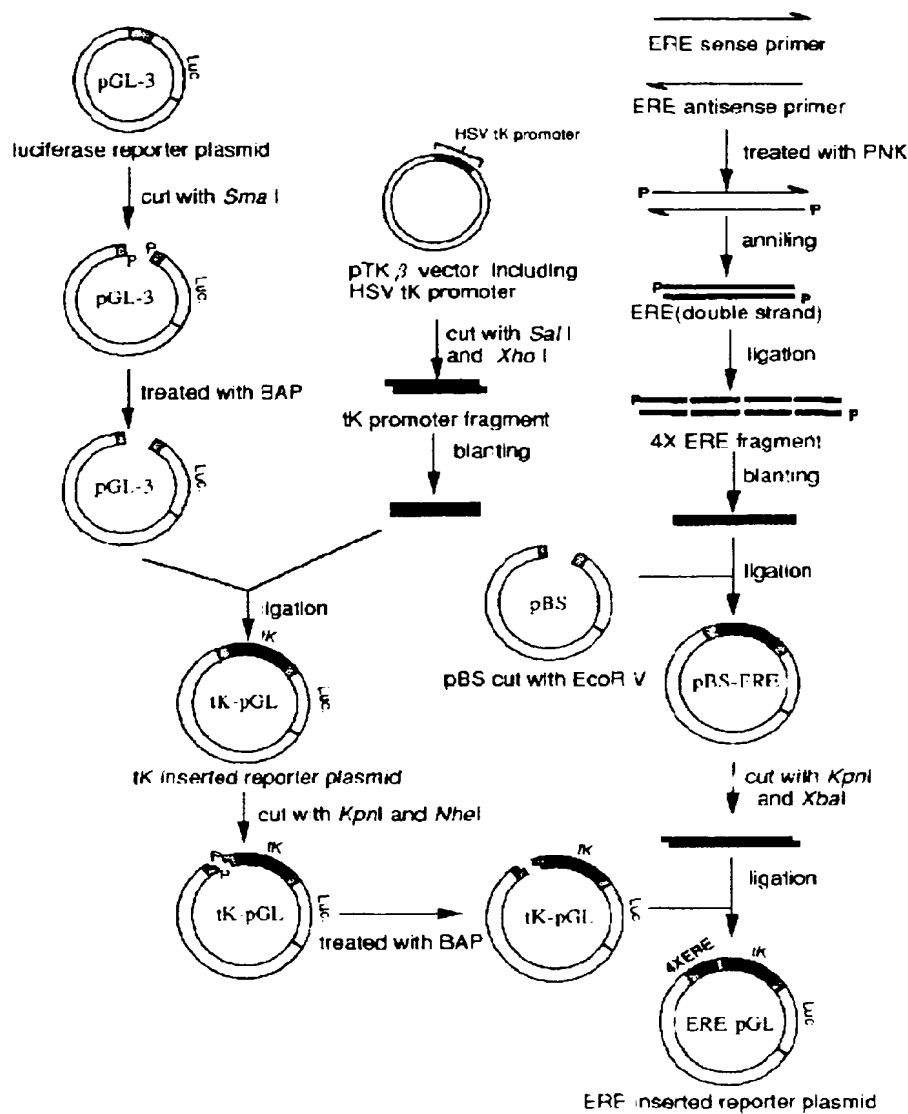 pGL-3
Luc
luciferase reporter plasmid
cut with Sma I
P
P
pGL-3
Luc.
treated with BAP
pGL-3
Luc.
HSV tK promoter
pTK β vector including
HSV tK promoter
cut with Sal I
and Xho I
tK promoter fragment
blanting
ligation
tK
tK-pGL
Luc.
tK inserted reporter plasmid
cut with KpnI and NheI
P
P
tK
tK-pGL
Luc.
treated with BAP
tK
tK-pGL
Luc
ERE sense primer
ERE antisense primer
treated with PNK
P
P
anniling
P
P
ERE(double strand)
ligation
P
P
4X ERE fragment
blanting
pBS
pBS cut with EcoR V
ligation
pBS-ERE
cut with KpnI
and XbaI
ligation
4XERE
tK
ERE pGL
Luc
ERE inserted reporter plasmid